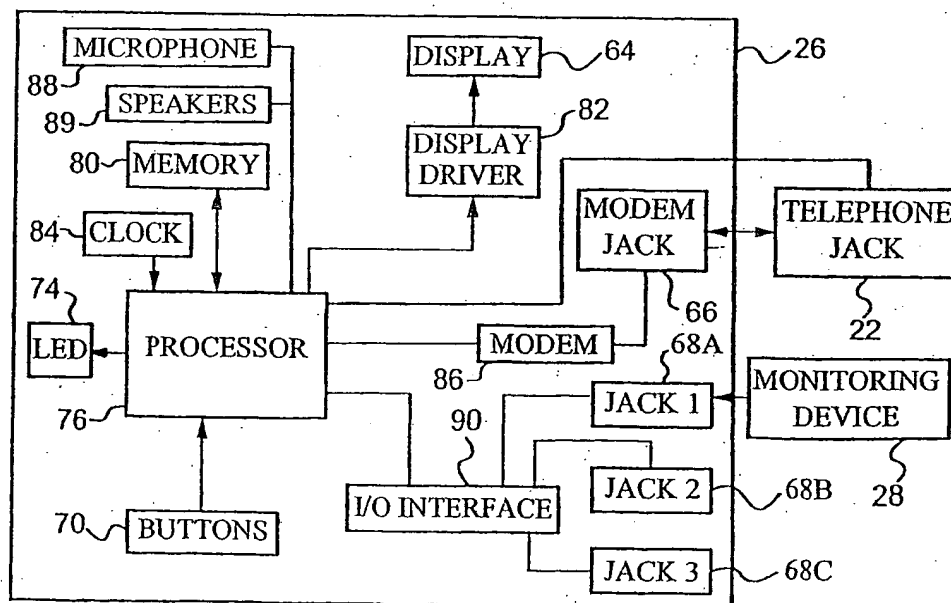 MICROPHONE
88
SPEAKERS
89
80
MEMORY
84
CLOCK
74
LED
PROCESSOR
76
70
BUTTONS
DISPLAY
64
82
DISPLAY
DRIVER
26
MODEM
JACK
66
TELEPHONE
JACK
22
MODEM
86
68A
JACK 1
MONITORING
DEVICE
28
90
I/O INTERFACE
JACK 2
68B
JACK 3
68C